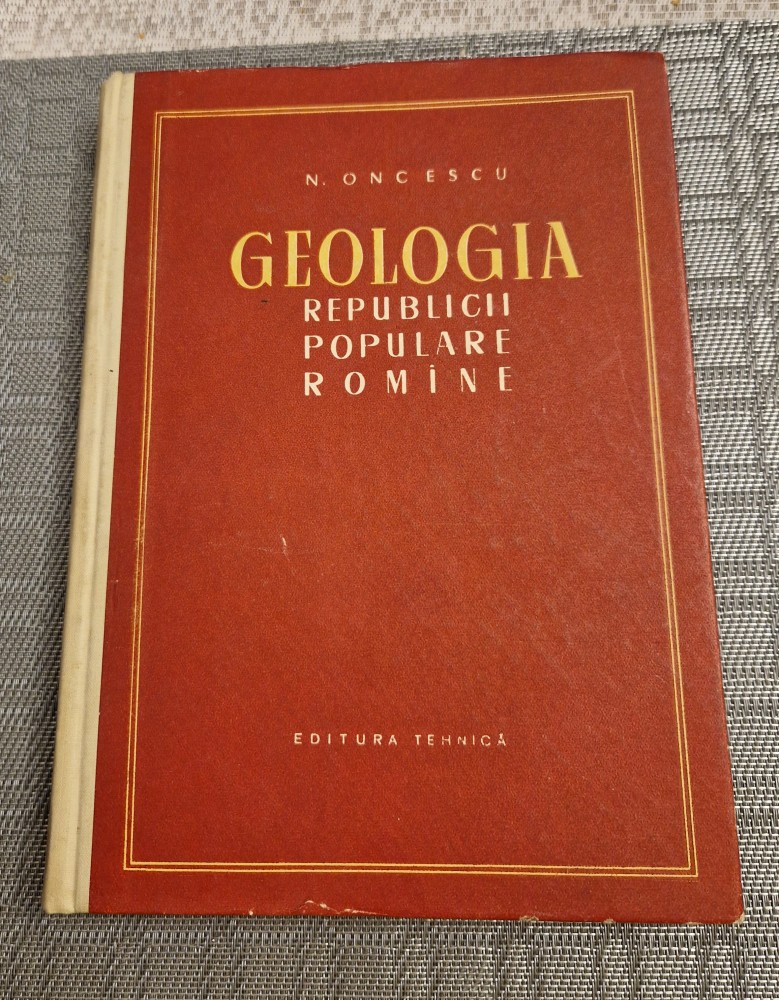 N. ONCESCU
GEOLOGIA
REPUBLICII
POPULARE
ROMÎNE
EDITURA TEHNICĂ